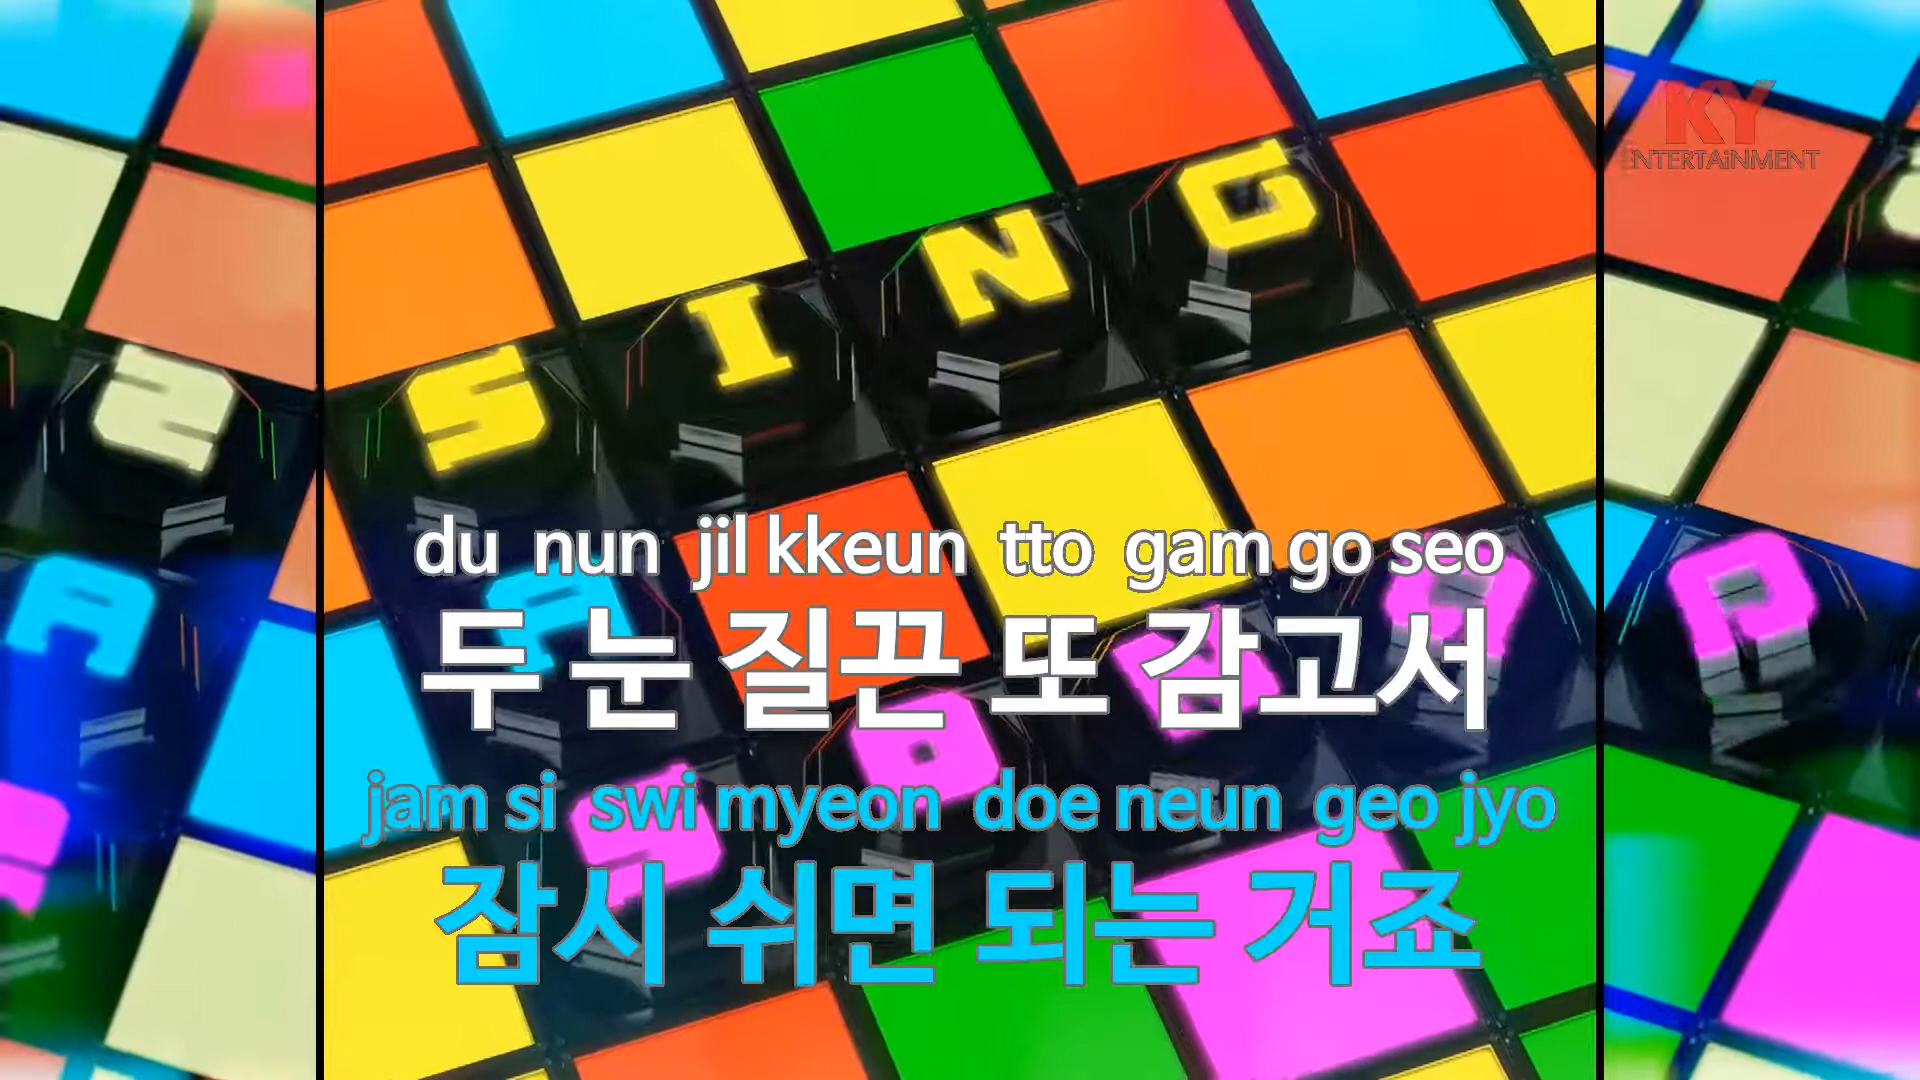 KY
ENTERTAiNMENT
SING
du nun jil kkeun tto gam go seo
두 눈 질끈 또 감고서
A
jam si swi myeon doe neun geo jyo
잠시 쉬면 되는 거죠